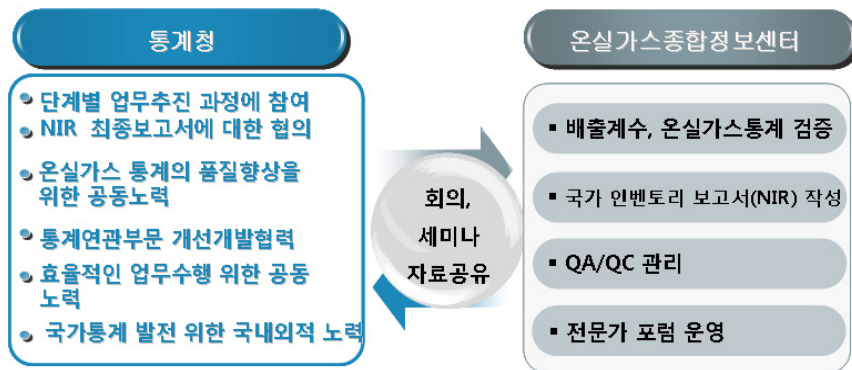 통계청
단계별 업무추진 과정에 참여
NIR 최종보고서에 대한 협의
온실가스 통계의 품질향상을
위한 공동노력
통계연관부문 개선개발협력
효율적인 업무수행 위한 공동
노력
국가통계 발전 위한 국내외적 노력
회의,
세미나
자료공유
온실가스종합정보센터
배출계수, 온실가스통계 검증
국가 인벤토리 보고서(NIR) 작성
QA/QC 관리
전문가 포럼 운영